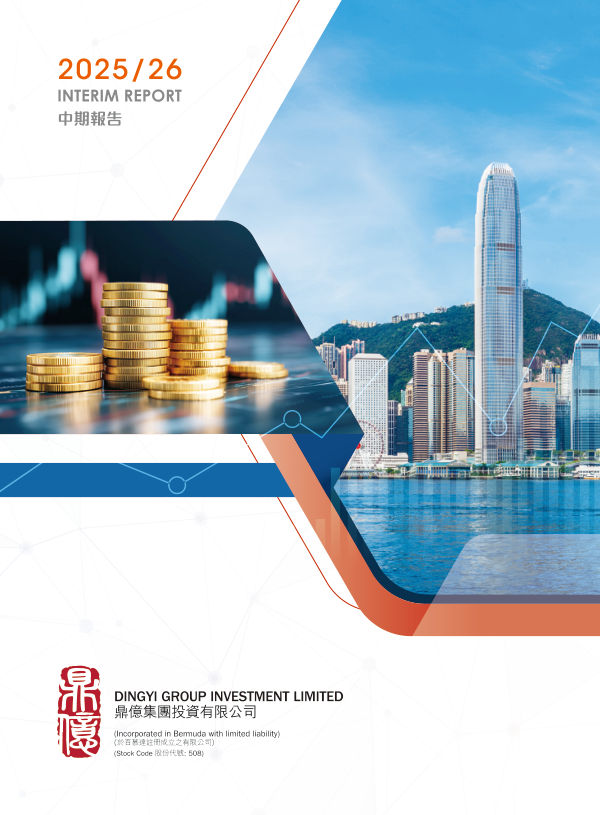 2025/26
INTERIM REPORT
中期報告
鼎
億
DINGYI GROUP INVESTMENT LIMITED
鼎億集團投資有限公司
(Incorporated in Bermuda with limited liability)
(於百慕達註冊成立之有限公司)
(Stock Code 股份代號: 508)